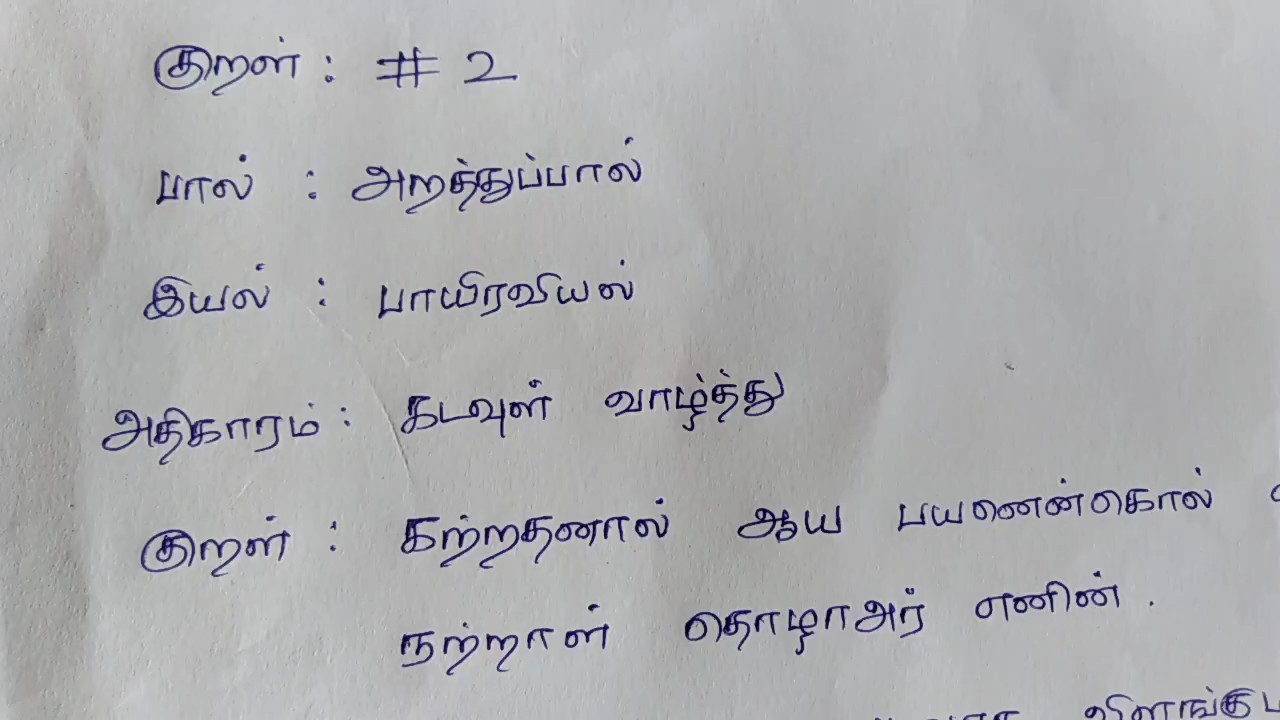 குறள் : # 2
பால் : அறத்துப்பால்
இயல் : பாயிரவியல்
அதிகாரம் : கடவுள் வாழ்த்து
குறள் : கற்றதனால் ஆய பயனென்கொல்
நற்றாள் தொழாஅர் எனின் .